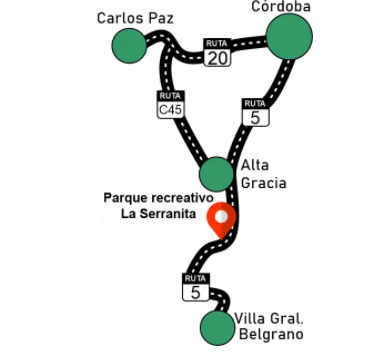 Córdoba
Carlos Paz
RUTA
20
RUTA
C45
RUTA
5
Alta
Gracia
Parque recreativo
La Serranita
RUTA
5
Villa Gral.
Belgrano